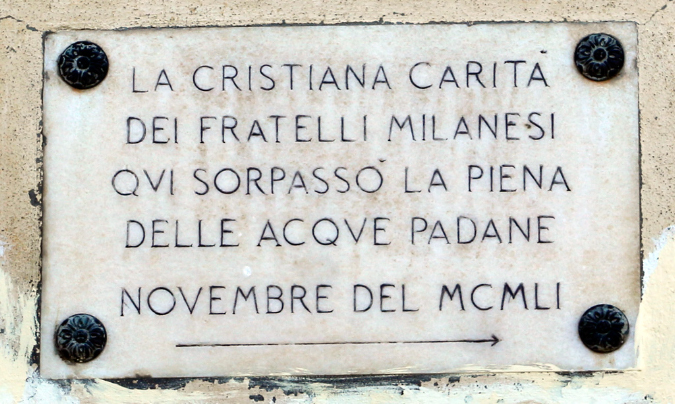 LA CRISTIANA CARITÀ
DEI FRATELLI MILANESI
QVI SORPASSÒ LA PIENA
DELLE ACQVE PADANE
NOVEMBRE DEL MCMLI